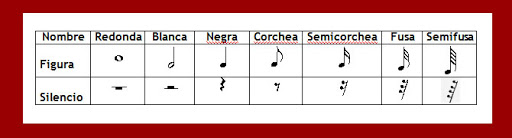 Nombre Redonda Blanca Negra Corchea Semicorchea Fusa Semifusa
Figura
Silencio